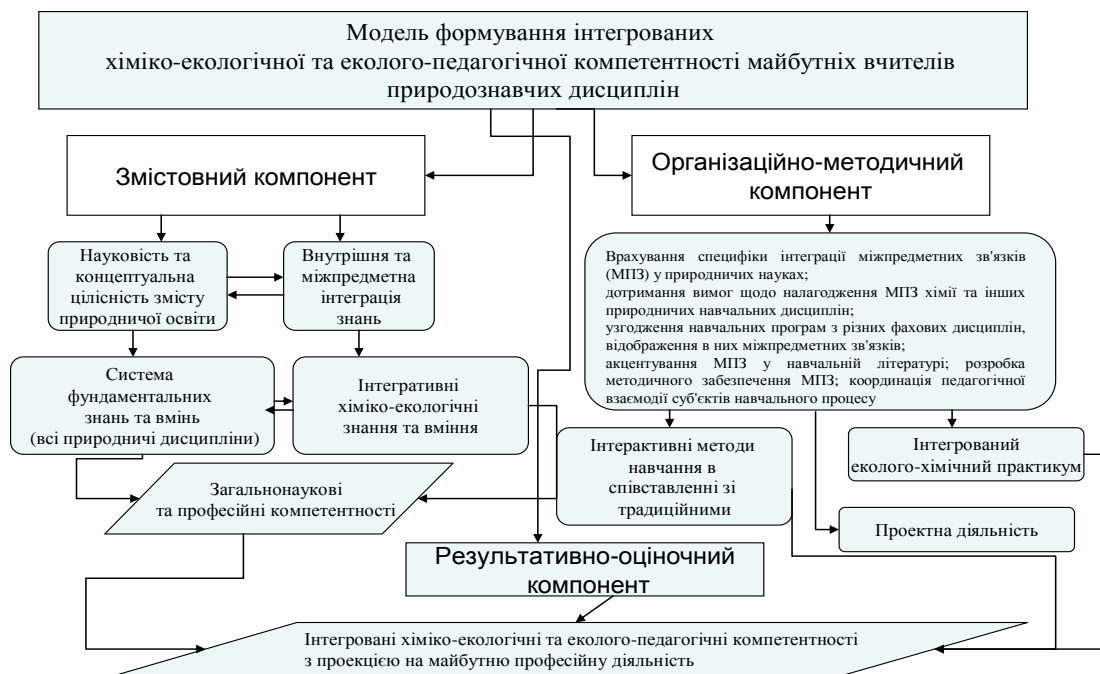 Модель формування інтегрованих
хіміко-екологічної та еколого-педагогічної компетентності майбутніх вчителів
природознавчих дисциплін
Змістовний компонент
Організаційно-методичний
компонент
Науковість та
концептуальна
цілісність змісту
природничої освіти
Внутрішня та
міжпредметна
інтеграція
знань
Врахування специфіки інтеграції міжпредметних зв'язків
(МПЗ) у природничих науках;
дотримання вимог щодо налагодження МПЗ хімії та інших
природничих навчальних дисциплін;
узгодження навчальних програм з різних фахових дисциплін,
відображення в них міжпредметних зв'язків;
акцентування МПЗ у навчальній літературі; розробка
методичного забезпечення МПЗ; координація педагогічної
взаємодії суб'єктів навчального процесу
Система
фундаментальних
знань та вмінь
(всі природничі дисципліни)
Інтегративні
хіміко-екологічні
знання та вміння
Інтерактивні методи
навчання в
співставленні зі
традиційними
Інтегрований
еколого-хімічний практикум
Загальнонаукові
та професійні компетентності
Проектна діяльність
Результативно-оціночний
компонент
Інтегровані хіміко-екологічні та еколого-педагогічні компетентності
з проекцією на майбутню професійну діяльність